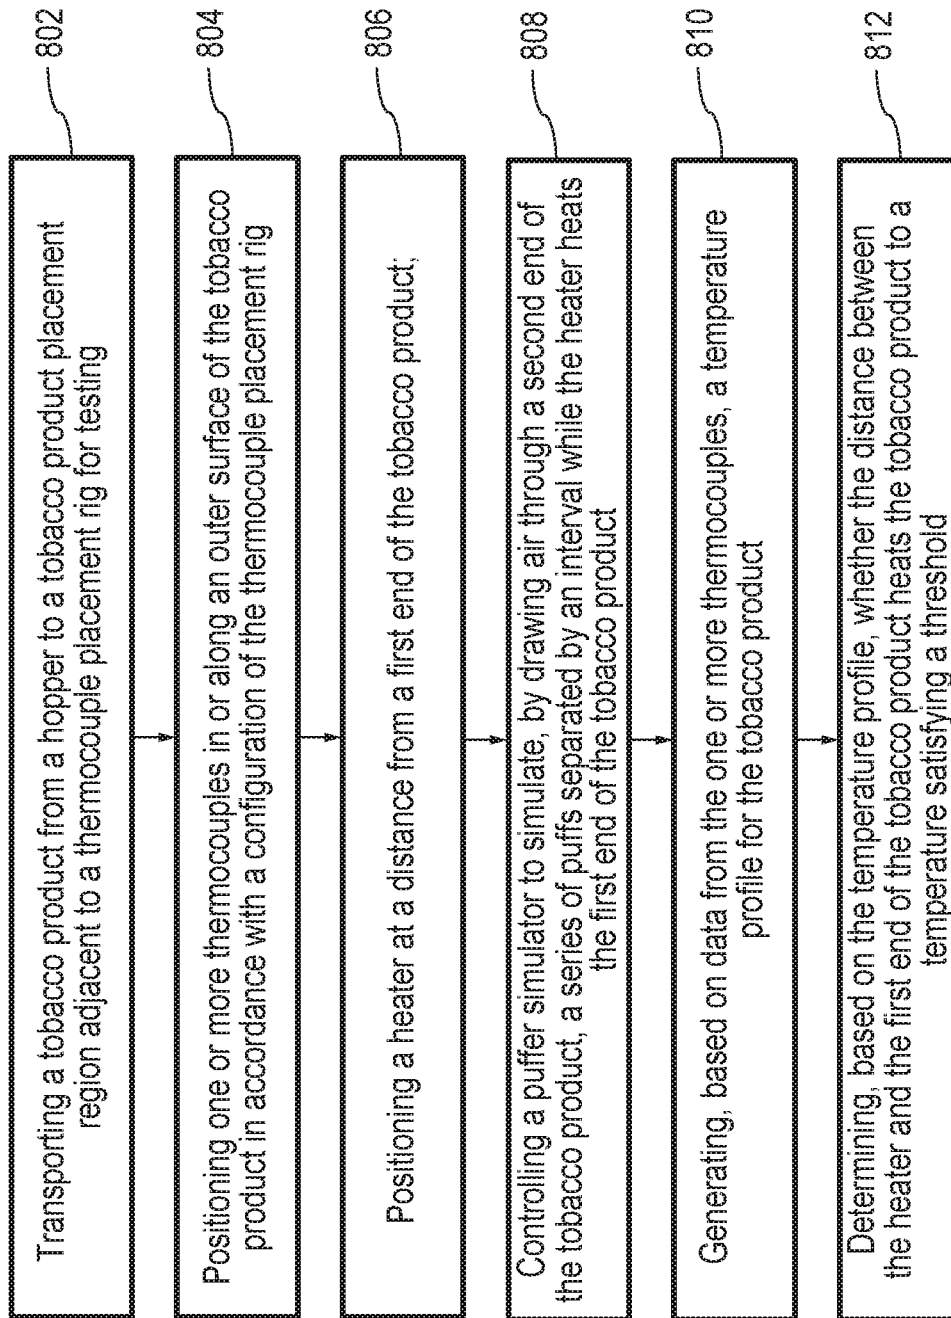 802
Transporting a tobacco product from a hopper to a tobacco product placement
region adjacent to a thermocouple placement rig for testing
804
Positioning one or more thermocouples in or along an outer surface of the tobacco
product in accordance with a configuration of the thermocouple placement rig
806
Positioning a heater at a distance from a first end of the tobacco product;
808
Controlling a puffer simulator to simulate, by drawing air through a second end of
the tobacco product, a series of puffs separated by an interval while the heater heats
the first end of the tobacco product
810
Generating, based on data from the one or more thermocouples, a temperature
profile for the tobacco product
812
Determining, based on the temperature profile, whether the distance between
the heater and the first end of the tobacco product heats the tobacco product to a
temperature satisfying a threshold